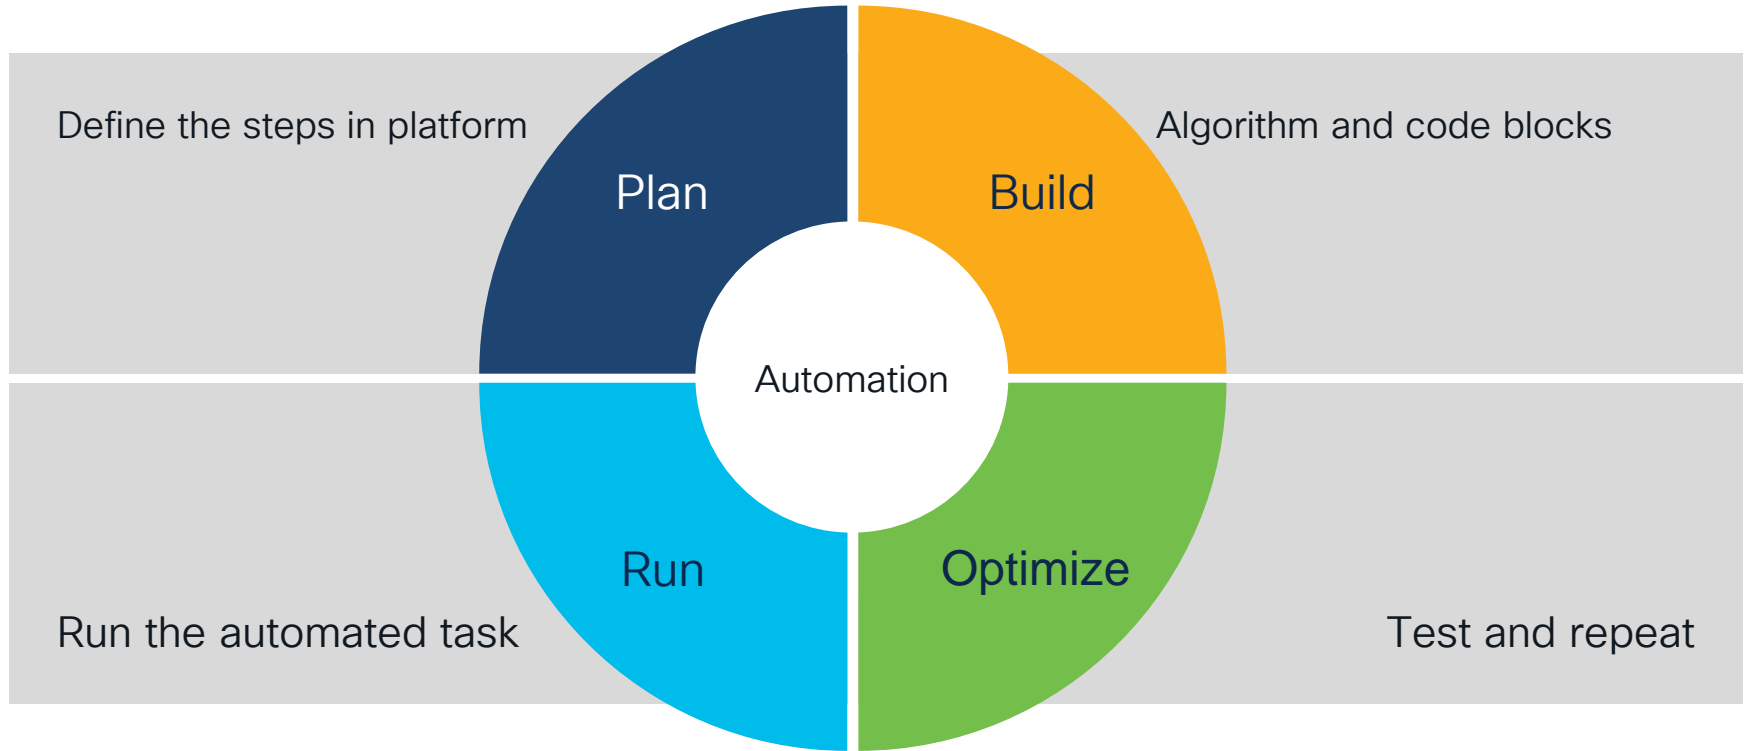 Define the steps in platform
Plan
Build
Algorithm and code blocks
Automation
Run the automated task
Run
Optimize
Test and repeat